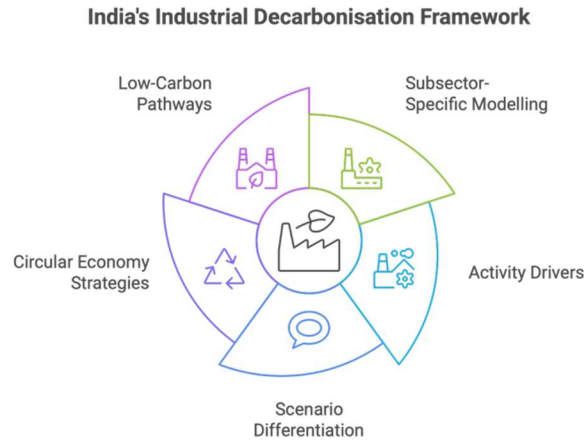 India's Industrial Decarbonisation Framework
Low-Carbon
Pathways
Subsector-
Specific Modelling
Circular Economy
Strategies
Activity Drivers
Scenario
Differentiation